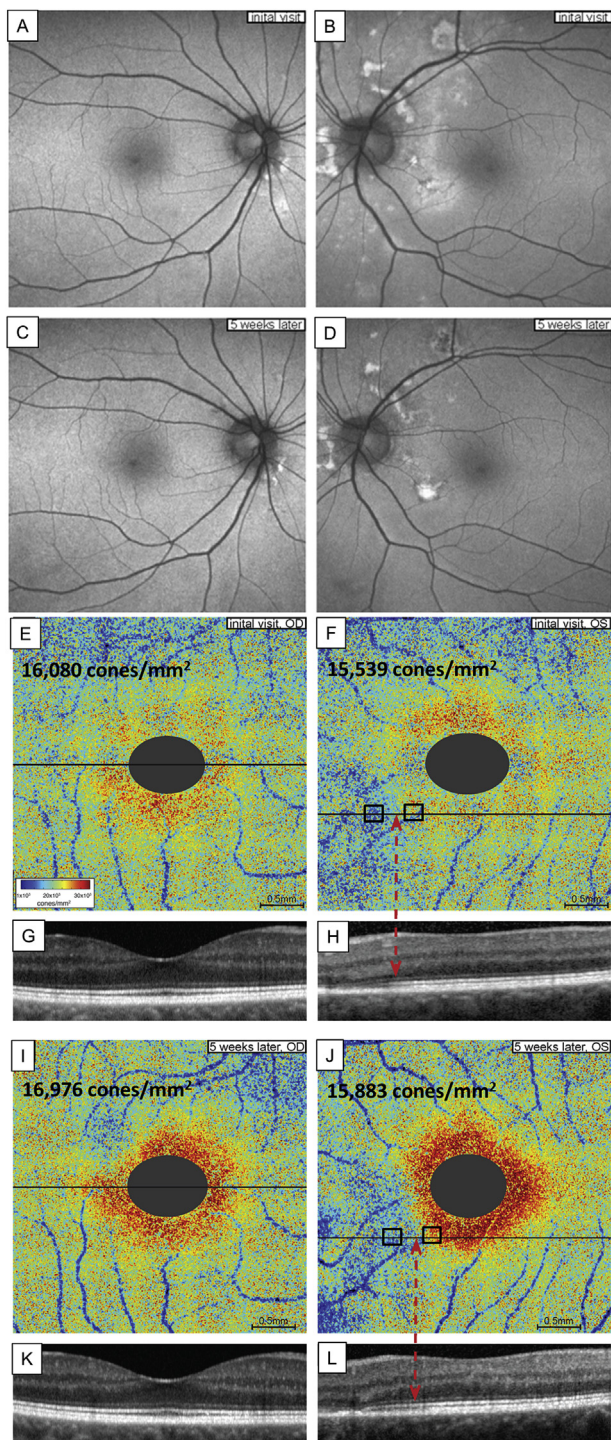 A
inital visit
B
inital visit
C
5 weeks later
D
5 weeks later
E
inital visit, OD
16,080 cones/mm²
1x10³ 20x10³ 30x10³
cones/mm²
0.5mm
F
inital visit, OS
15,539 cones/mm²
0.5mm
G
H
I
5 weeks later, OD
16,976 cones/mm²
0.5mm
J
5 weeks later, OS
15,883 cones/mm²
0.5mm
K
L